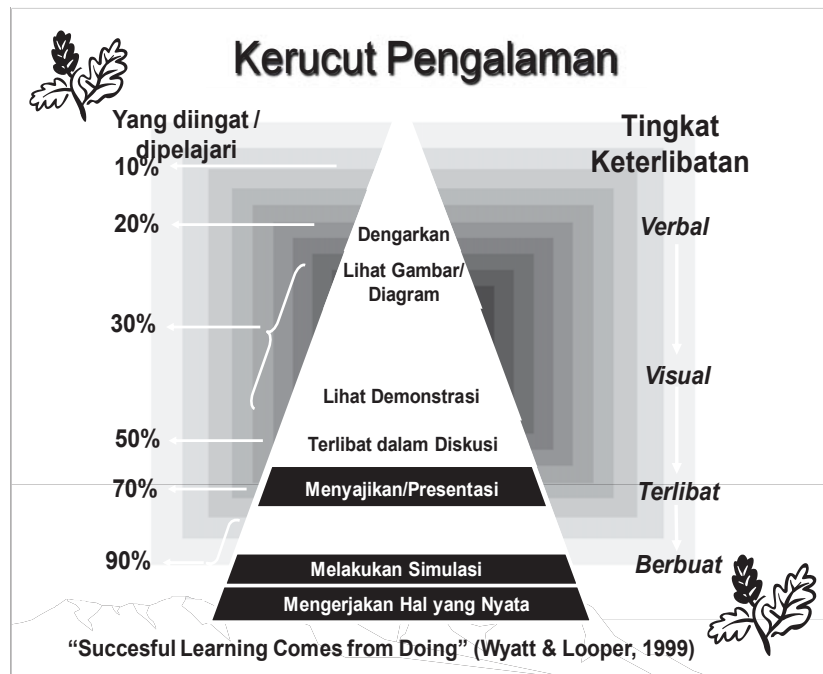 Kerucut Pengalaman
Yang diingat /
dipelajari
Tingkat
Keterlibatan
10%
20%
Dengarkan
Verbal
Lihat Gambar/
Diagram
30%
Visual
Lihat Demonstrasi
50%
Terlibat dalam Diskusi
70%
Menyajikan/Presentasi
Terlibat
90%
Melakukan Simulasi
Berbuat
Mengerjakan Hal yang Nyata
“Succesful Learning Comes from Doing” (Wyatt & Looper, 1999)